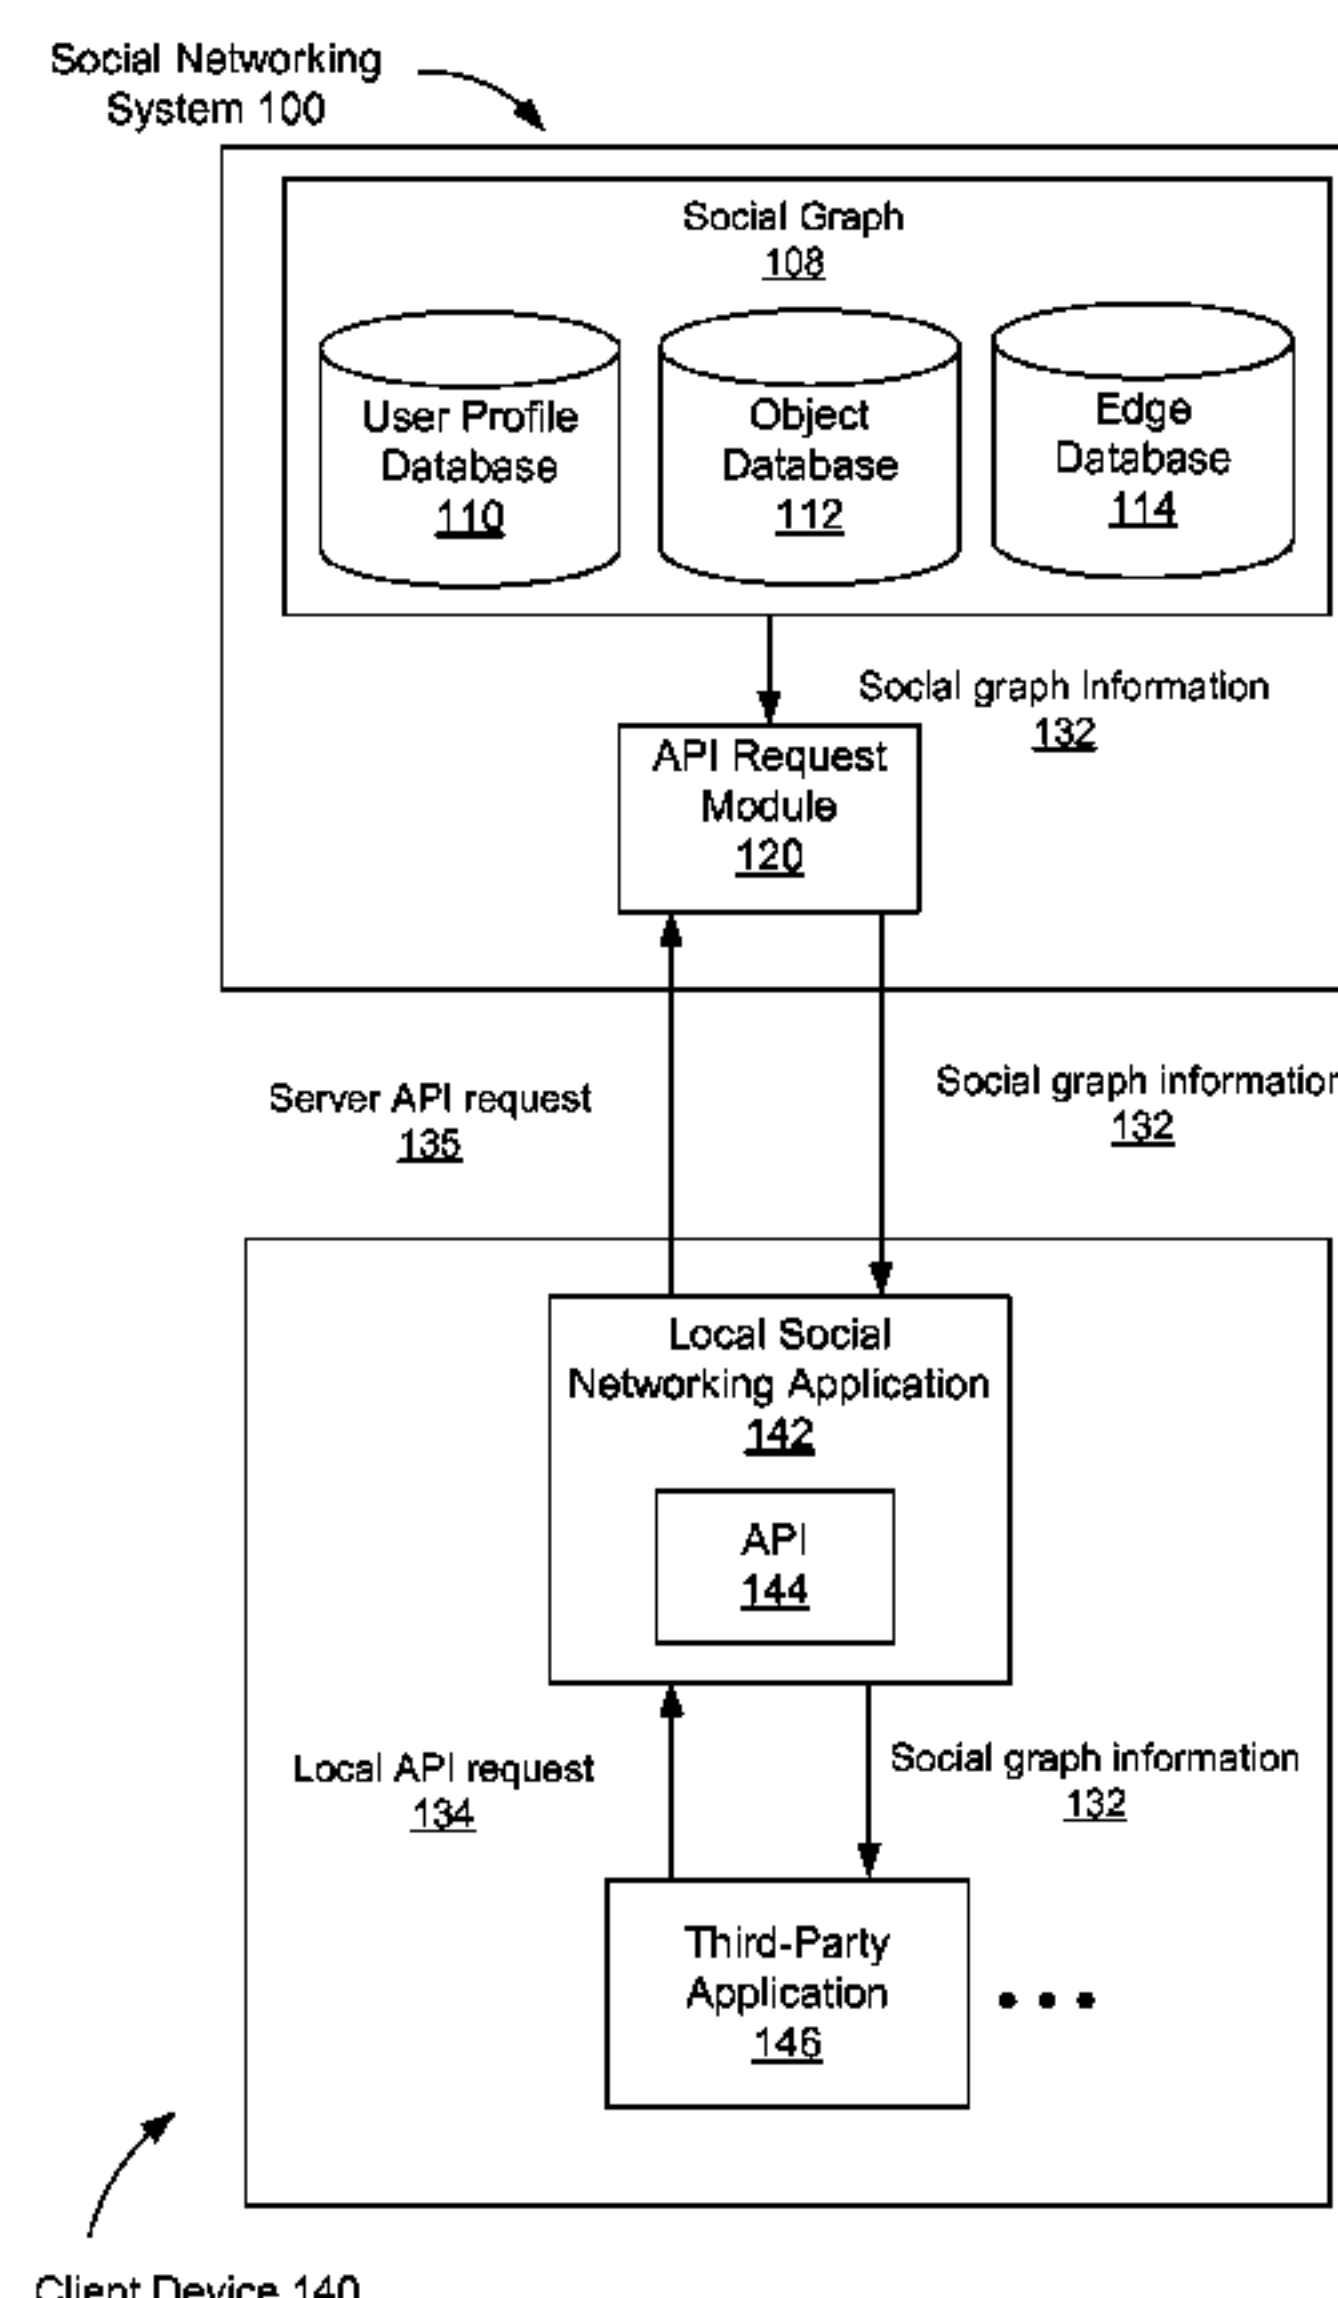 Social Networking
System 100
Social Graph
108
User Profile
Database
110
Object
Database
112
Edge
Database
114
Social graph Information
132
API Request
Module
120
Server API request
135
Social graph information
132
Local Social
Networking Application
142
API
144
Local API request
134
Social graph information
132
Third-Party
Application
146
Client Device 140